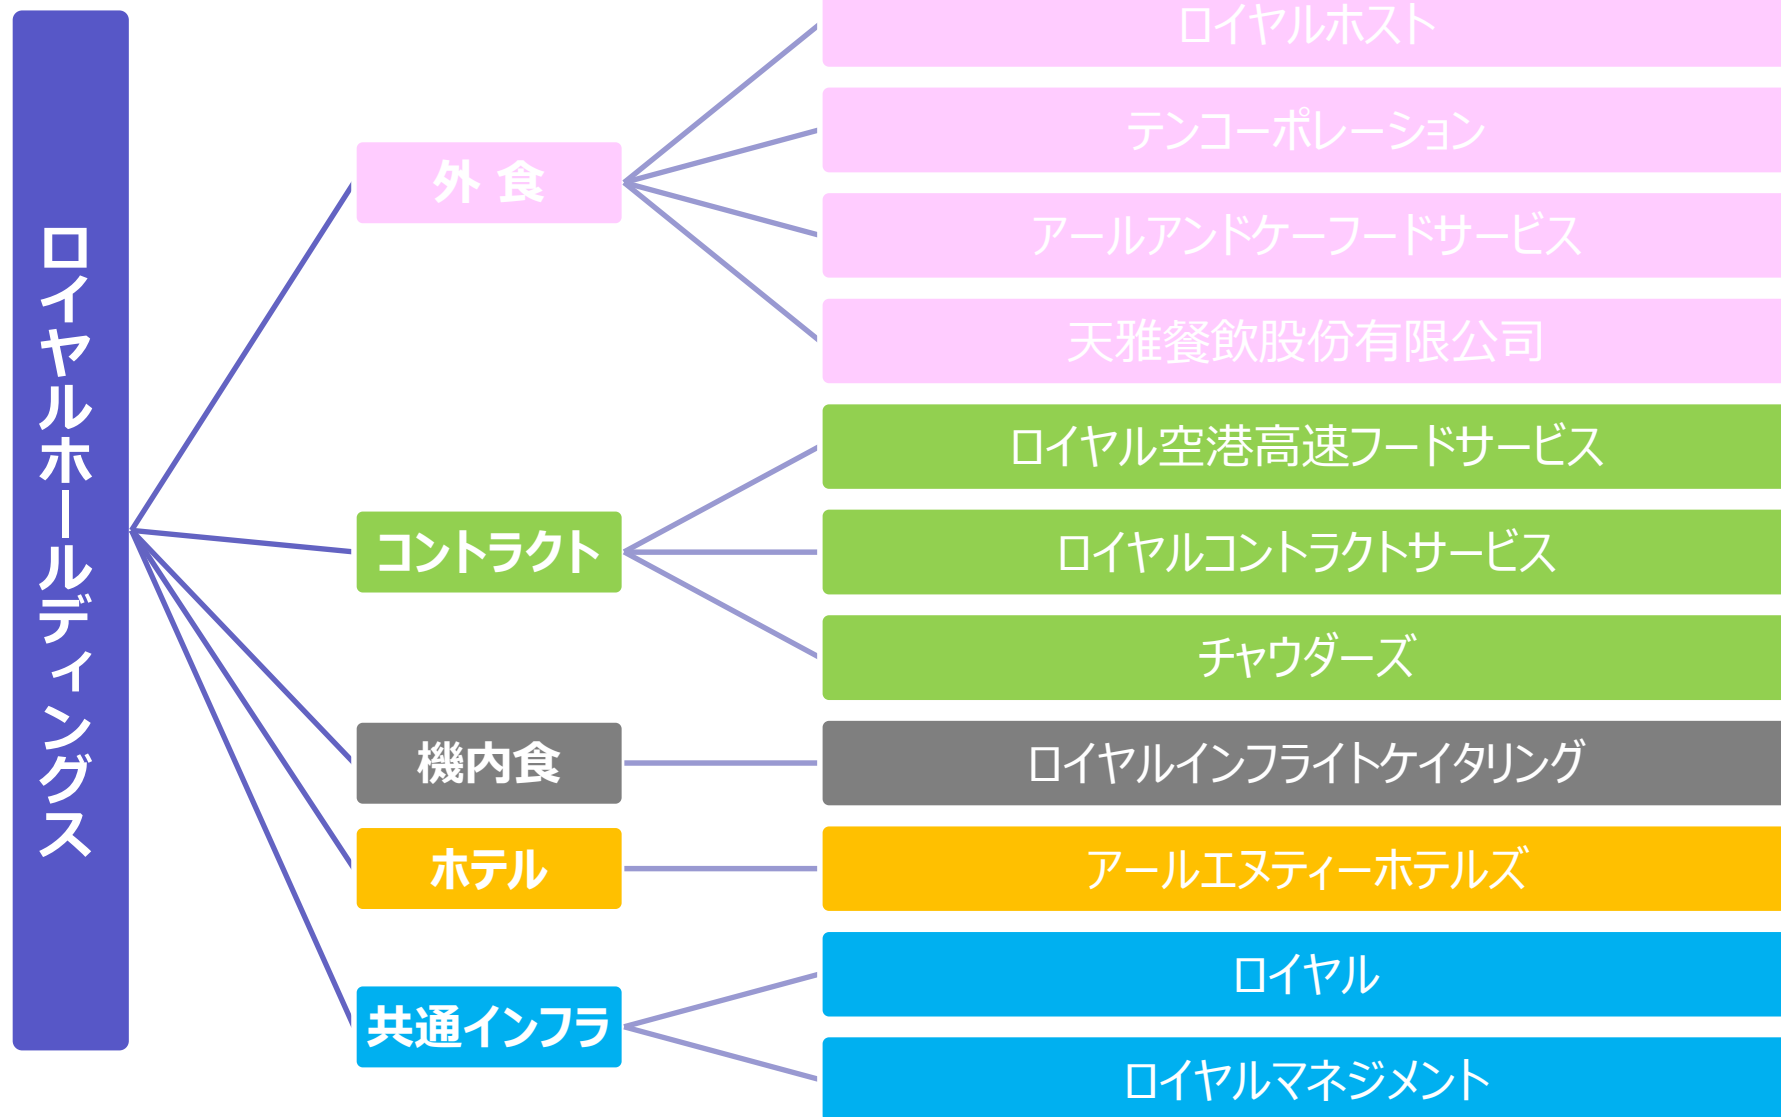 ロイヤルホールディングス
外 食
ロイヤルホスト
テンコーポレーション
アールアンドケーフードサービス
天雅餐飲股份有限公司
コントラクト
ロイヤル空港高速フードサービス
ロイヤルコントラクトサービス
チャウダーズ
機内食
ロイヤルインフライトケイタリング
ホテル
アールエヌティーホテルズ
共通インフラ
ロイヤル
ロイヤルマネジメント